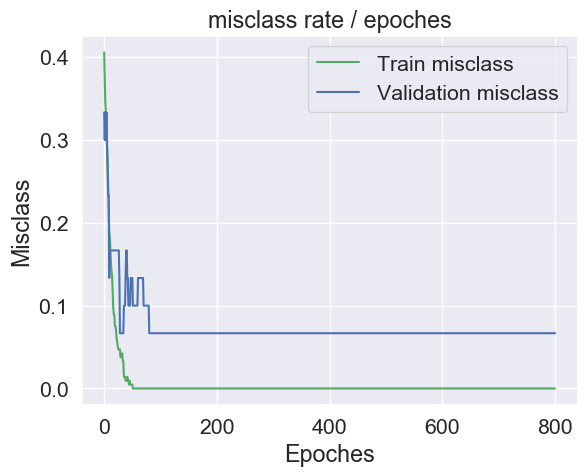 misclass rate / epoches
Train misclass
Validation misclass
Misclass
0.4
0.3
0.2
0.1
0.0
0 200 400 600 800
Epoches